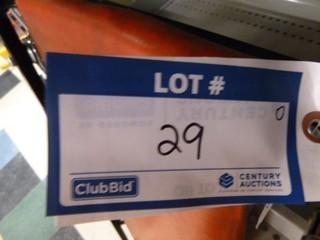 LOT #
0
29
ClubBid
CENTURY
AUCTIONS